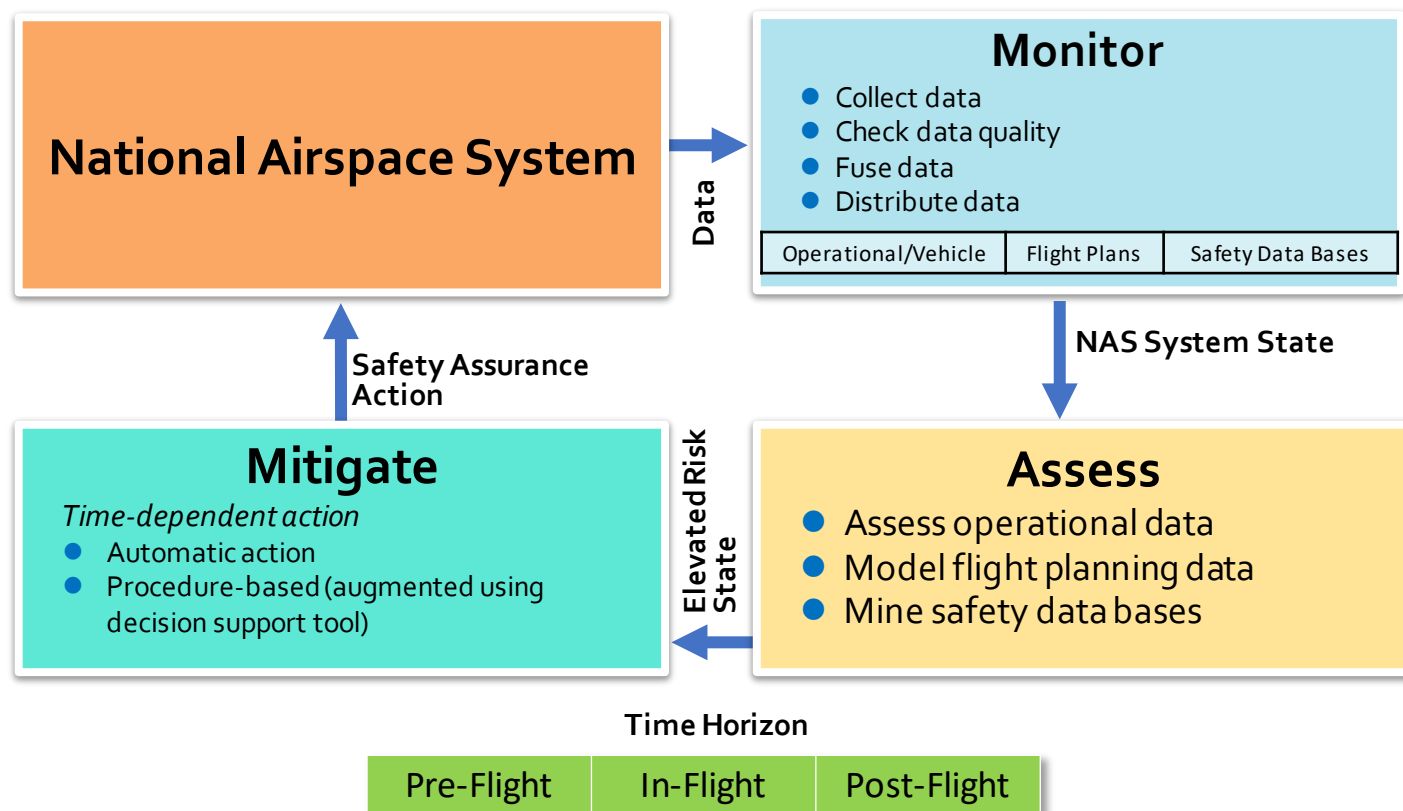 National Airspace System
Data
Monitor
Collect data
Check data quality
Fuse data
Distribute data
Operational/Vehicle
Flight Plans
Safety Data Bases
NAS System State
Safety Assurance
Action
Mitigate
Time-dependent action
Automatic action
Procedure-based (augmented using
decision support tool)
Elevated Risk
State
Assess
Assess operational data
Model flight planning data
Mine safety data bases
Time Horizon
Pre-Flight
In-Flight
Post-Flight